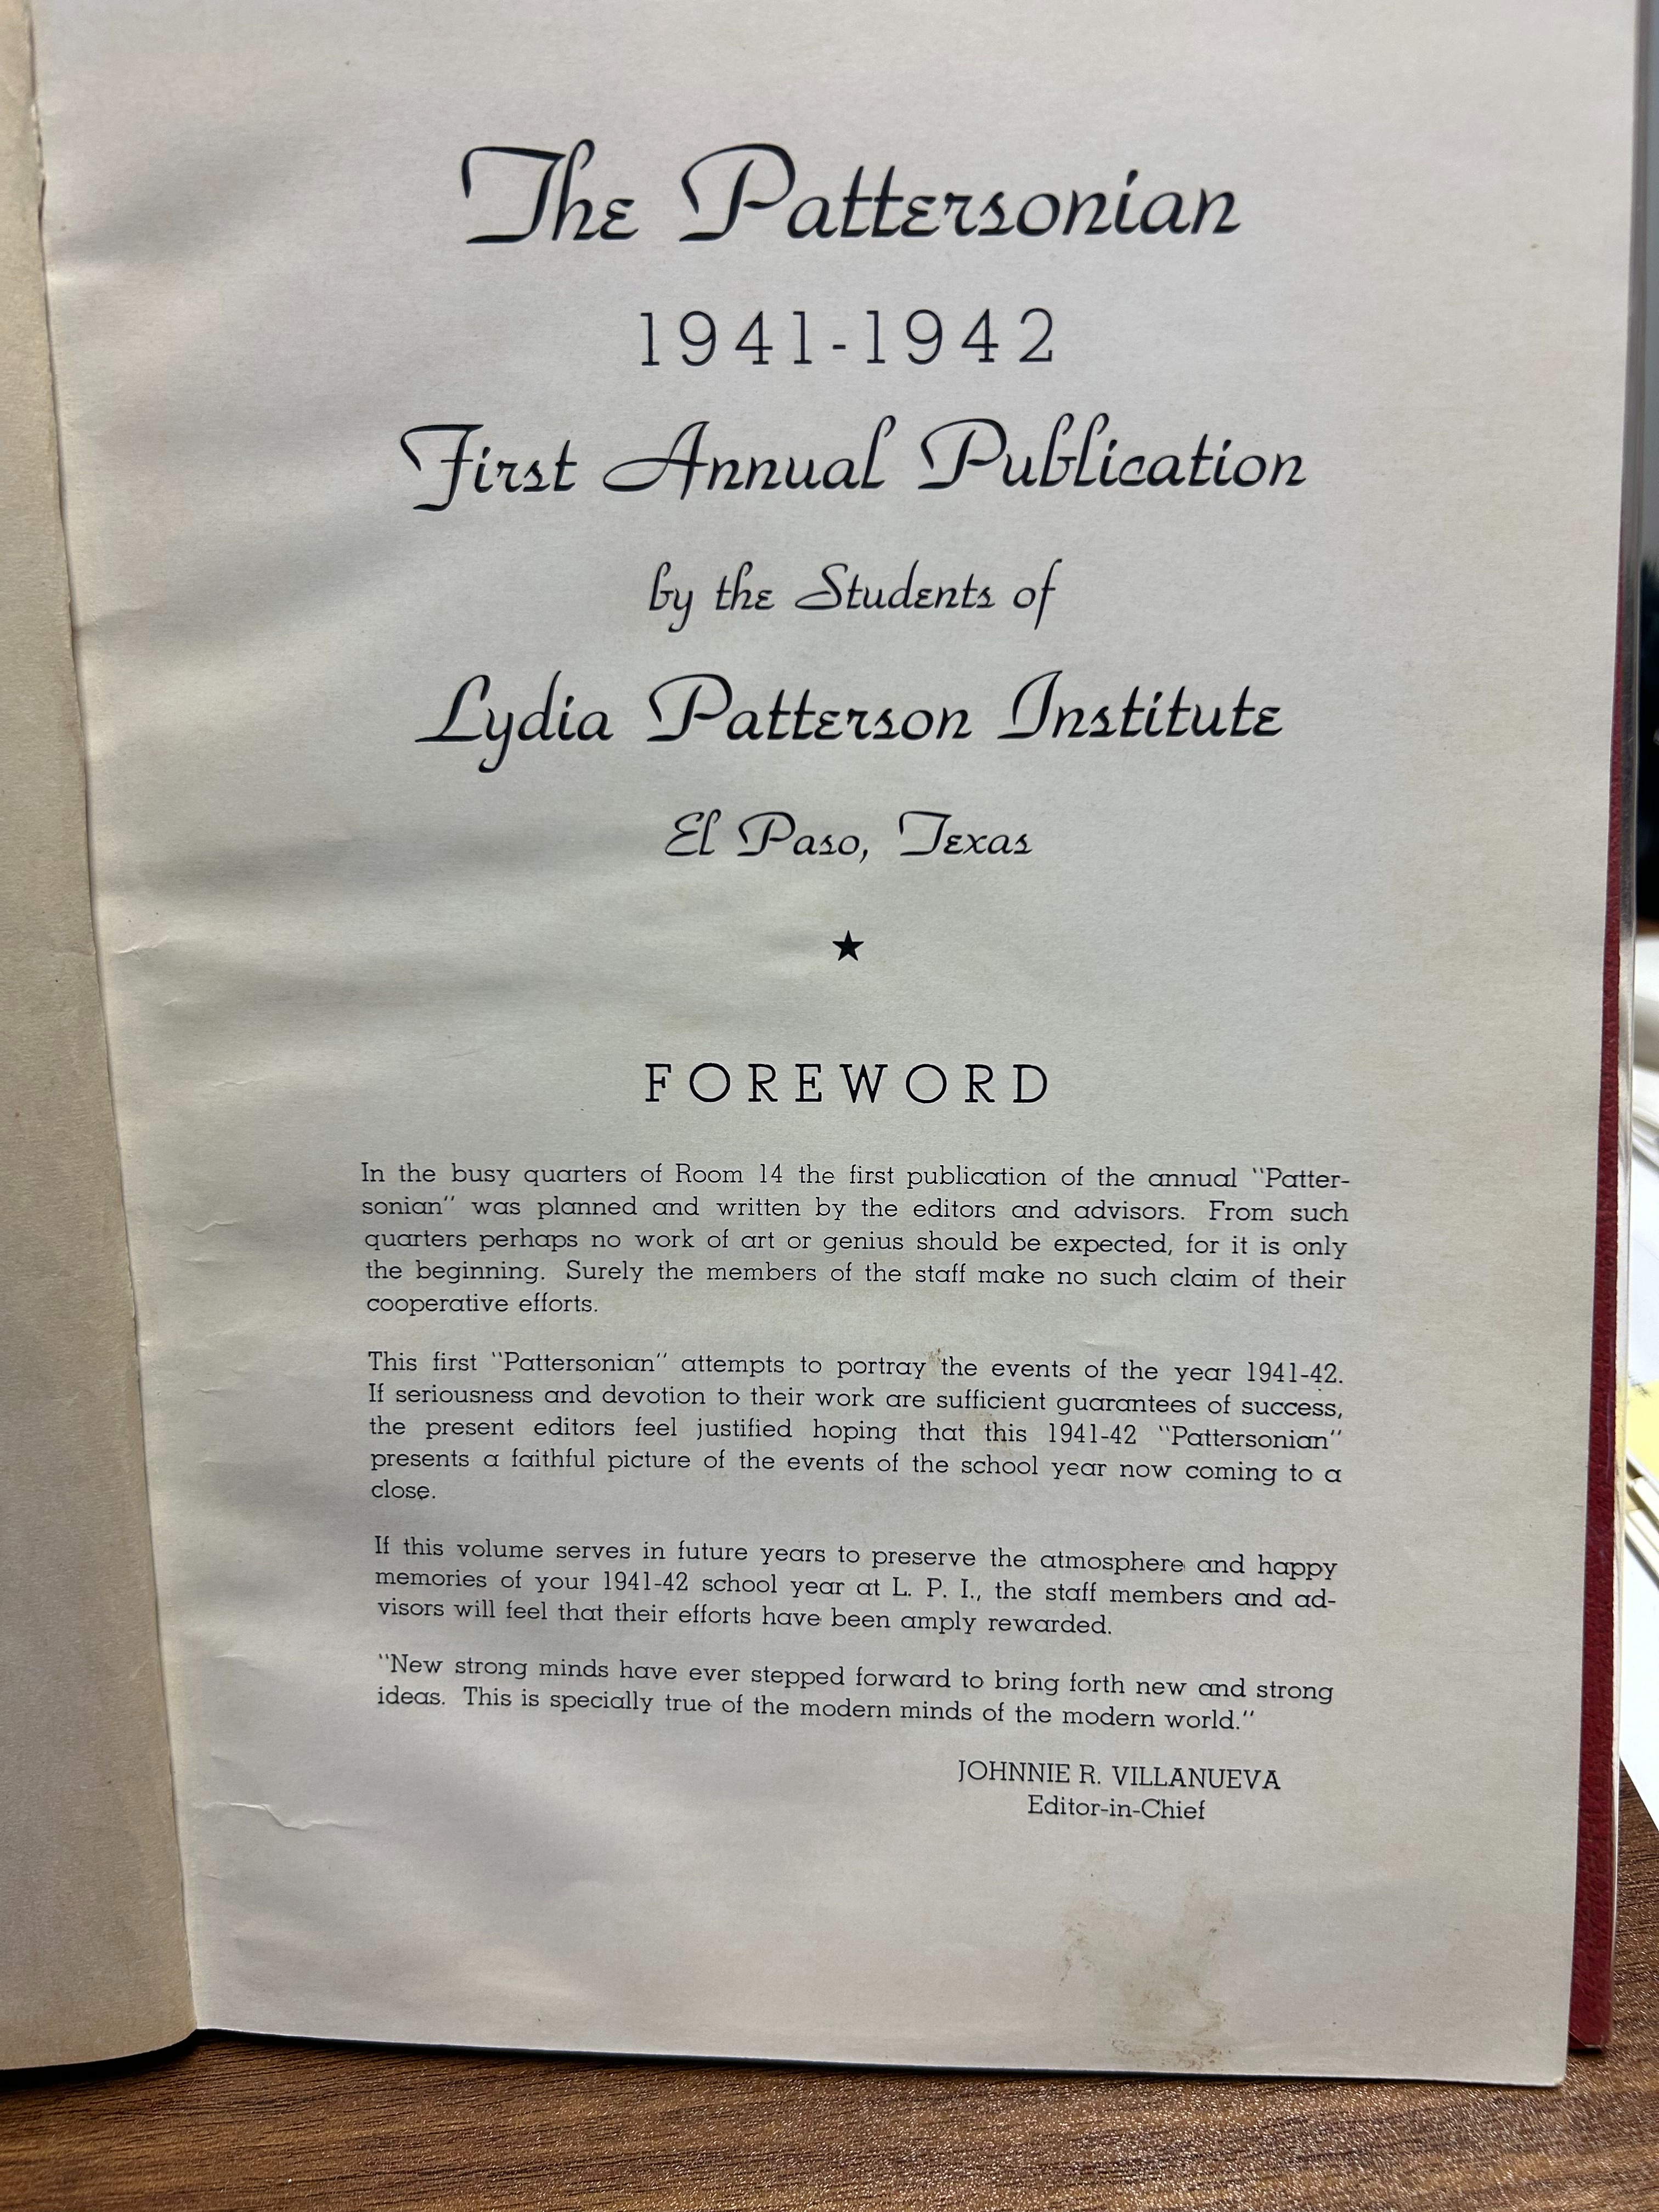 The Pattersonian
1941-1942
First Annual Publication
by the Students of
Lydia Patterson Institute
El Paso, Texas
★
FOREWORD
In the busy quarters of Room 14 the first publication of the annual "Patter-
sonian" was planned and written by the editors and advisors. From such
quarters perhaps no work of art or genius should be expected, for it is only
the beginning. Surely the members of the staff make no such claim of their
cooperative efforts.
This first "Pattersonian" attempts to portray the events of the year 1941-42.
If seriousness and devotion to their work are sufficient guarantees of success,
the present editors feel justified hoping that this 1941-42 "Pattersonian"
presents a faithful picture of the events of the school year now coming to a
close.
If this volume serves in future years to preserve the atmosphere and happy
memories of your 1941-42 school year at L. P. I., the staff members and ad-
visors will feel that their efforts have been amply rewarded.
"New strong minds have ever stepped forward to bring forth new and strong
ideas. This is specially true of the modern minds of the modern world."
JOHNNIE R. VILLANUEVA
Editor-in-Chief